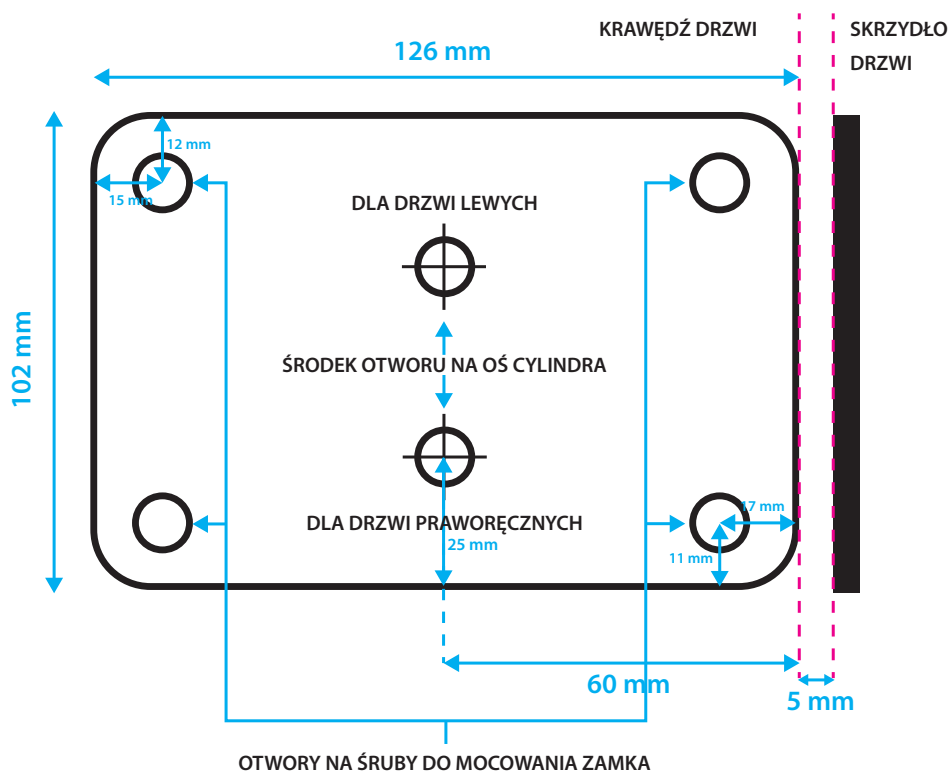 KRAWĘDŹ DRZWI
SKRZYDŁO
DRZWI
126 mm
12 mm
15 mm
DLA DRZWI LEWYCH
102 mm
ŚRODEK OTWORU NA OŚ CYLINDRA
DLA DRZWI PRAWORĘCZNYCH
17 mm
25 mm
11 mm
60 mm
5 mm
OTWORY NA ŚRUBY DO MOCOWANIA ZAMKA